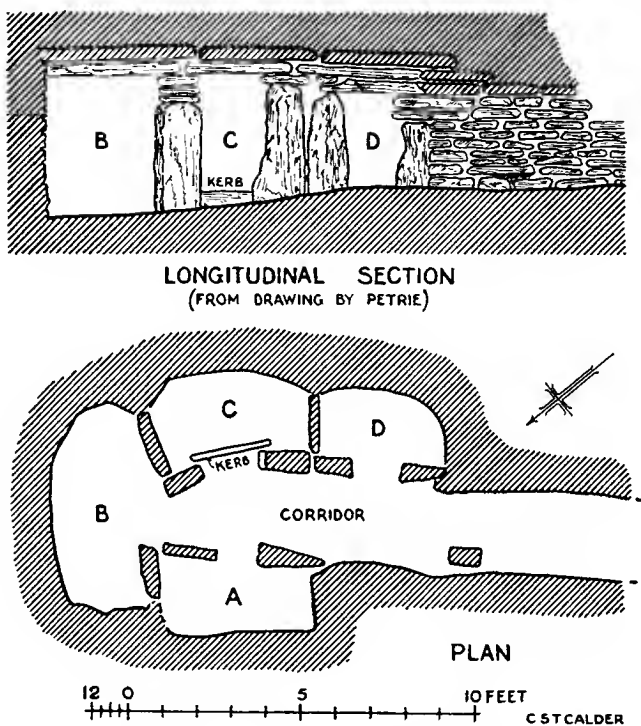 B C D
KERB
LONGITUDINAL SECTION
(FROM DRAWING BY PETRIE)
C
D
KERB
B
CORRIDOR
A
PLAN
12 0 5 10 FEET
C S T CALDER